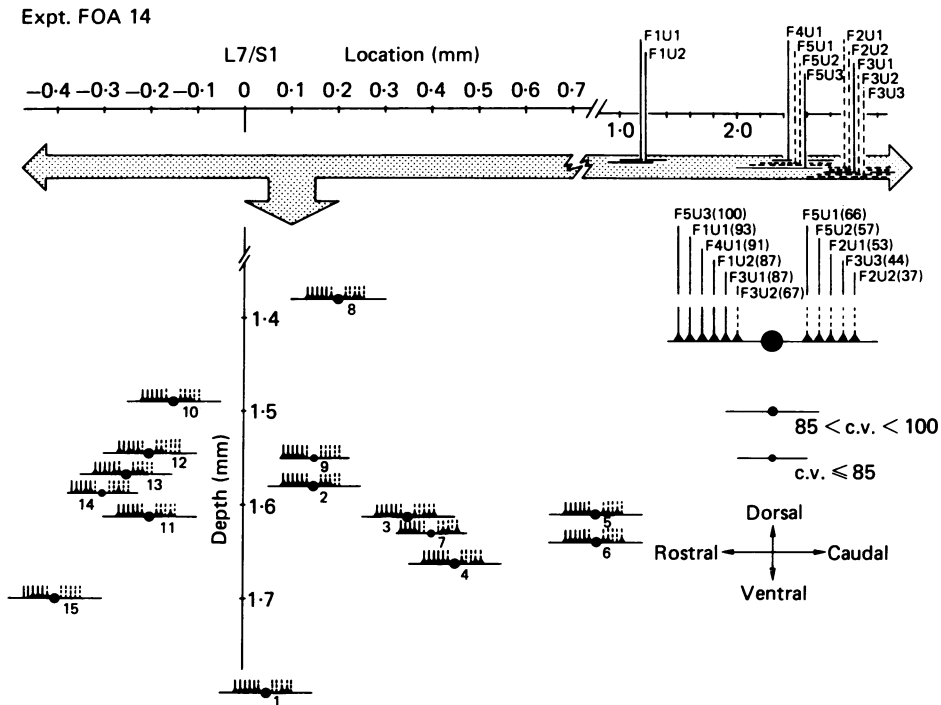 Expt. FOA 14
L7/S1 Location (mm)
−0·4 −0·3 −0·2 −0·1 0 0·1 0·2 0·3 0·4 0·5 0·6 0·7
1·0 2·0
F1U1
F1U2
F4U1
F5U1
F5U2
F5U3
F2U1
F2U2
F3U1
F3U2
F3U3
F5U3(100)
F1U1(93)
F4U1(91)
F1U2(87)
F3U1(87)
F3U2(67)
F5U1(66)
F5U2(57)
F2U1(53)
F3U3(44)
F2U2(37)
85 < c.v. < 100
c.v. ⩽ 85
Dorsal
Rostral Caudal
Ventral
Depth (mm)
1·4
1·5
1·6
1·7
8
10
12
9
13
2
14
11
3
7
5
6
4
15
1